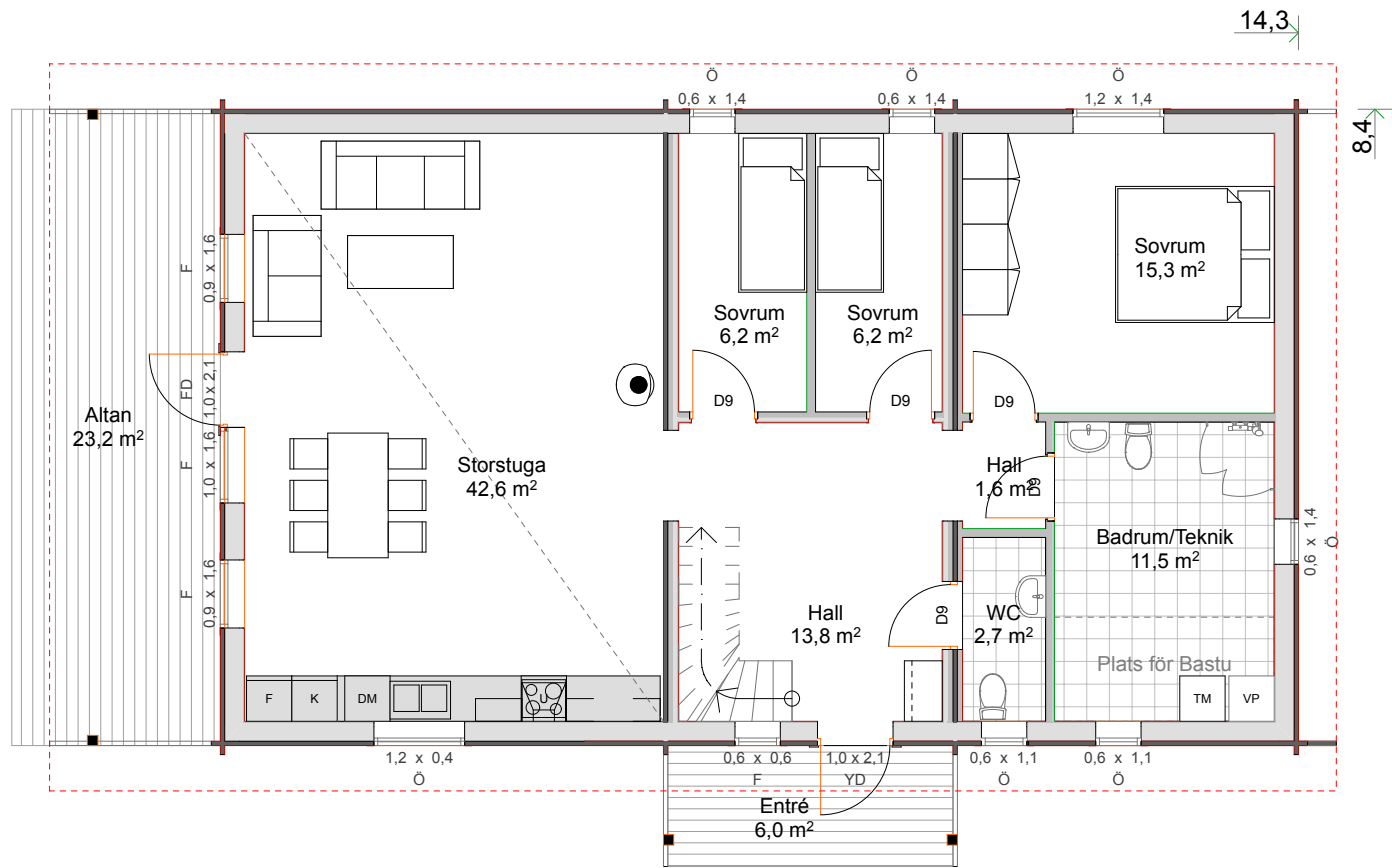 14,3
8,4
Ö
0,6 x 1,4
Ö
0,6 x 1,4
Ö
1,2 x 1,4
F
0,9 x 1,6
FD
1,0 x 2,1
F
1,0 x 1,6
F
0,9 x 1,6
Altan
23,2 m²
Storstuga
42,6 m²
Sovrum
6,2 m²
Sovrum
6,2 m²
Sovrum
15,3 m²
D9
D9
D9
Hall
1,6 m²
D9
Badrum/Teknik
11,5 m²
0,6 x 1,4
Ö
Hall
13,8 m²
D9
WC
2,7 m²
Plats för Bastu
TM
VP
F
K
DM
U
1,2 x 0,4
Ö
0,6 x 0,6
F
1,0 x 2,1
YD
0,6 x 1,1
Ö
0,6 x 1,1
Ö
Entré
6,0 m²